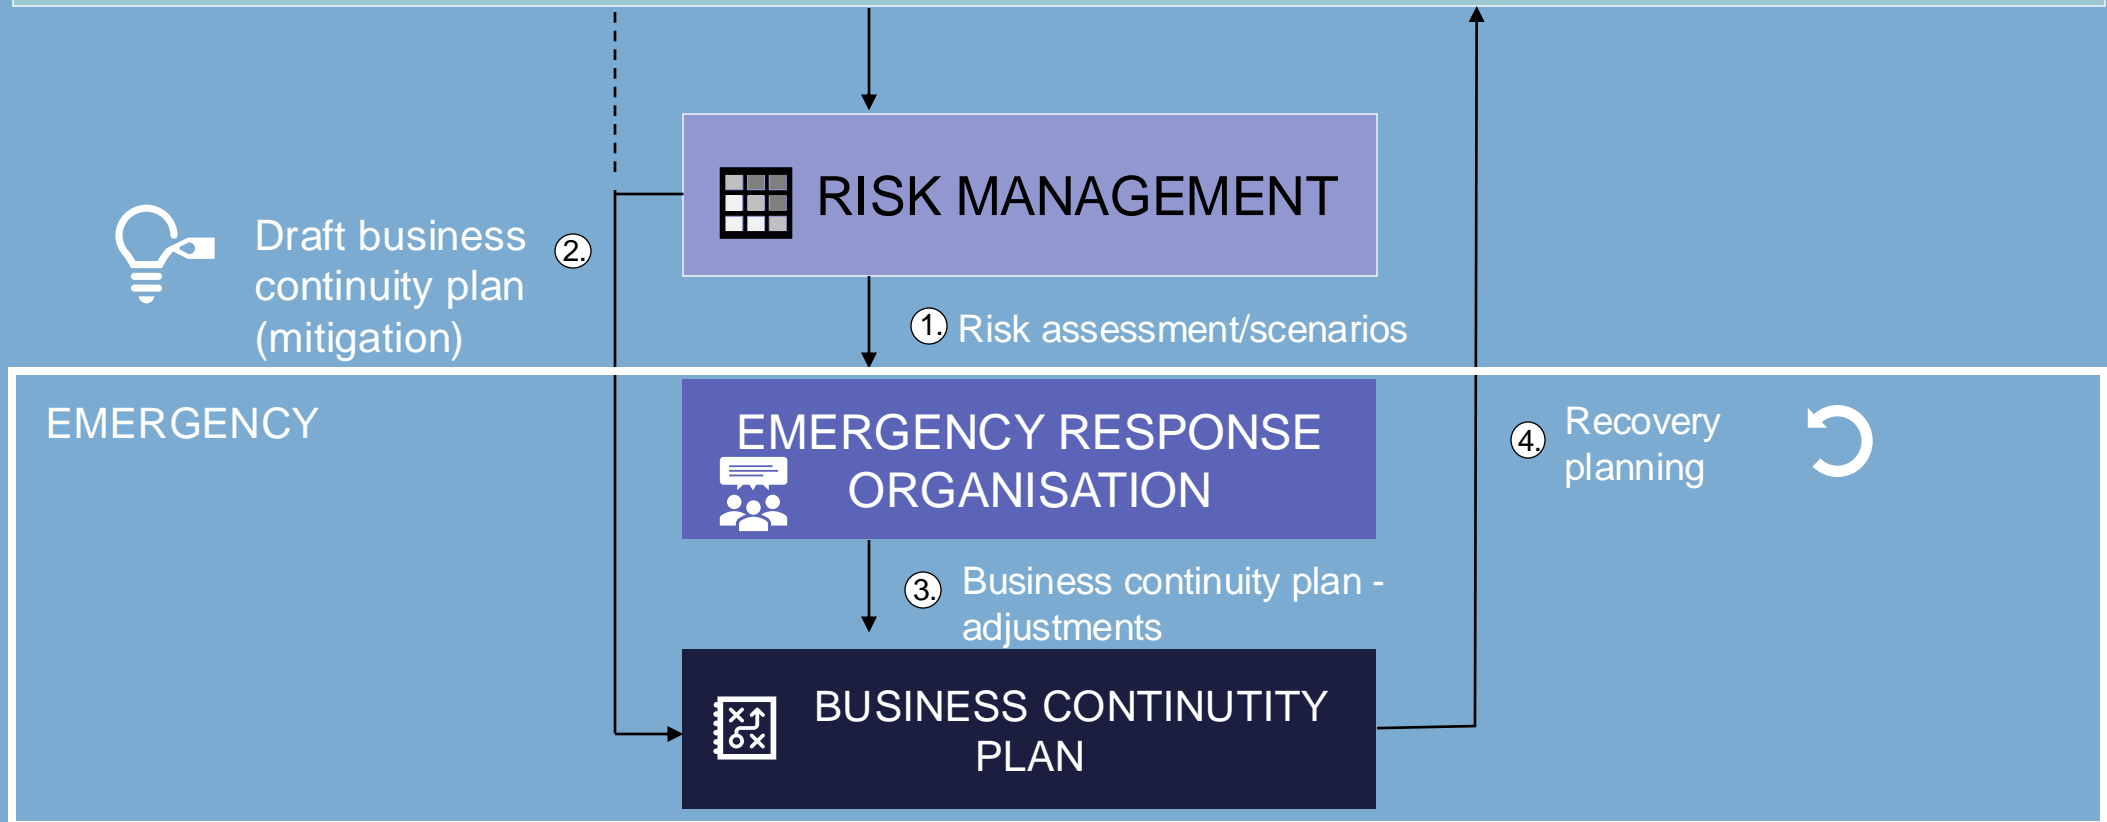 RISK MANAGEMENT
Draft business
continuity plan
(mitigation)
2.
1. Risk assessment/scenarios
EMERGENCY
EMERGENCY RESPONSE
ORGANISATION
4. Recovery
planning
3. Business continuity plan -
adjustments
BUSINESS CONTINUTITY
PLAN